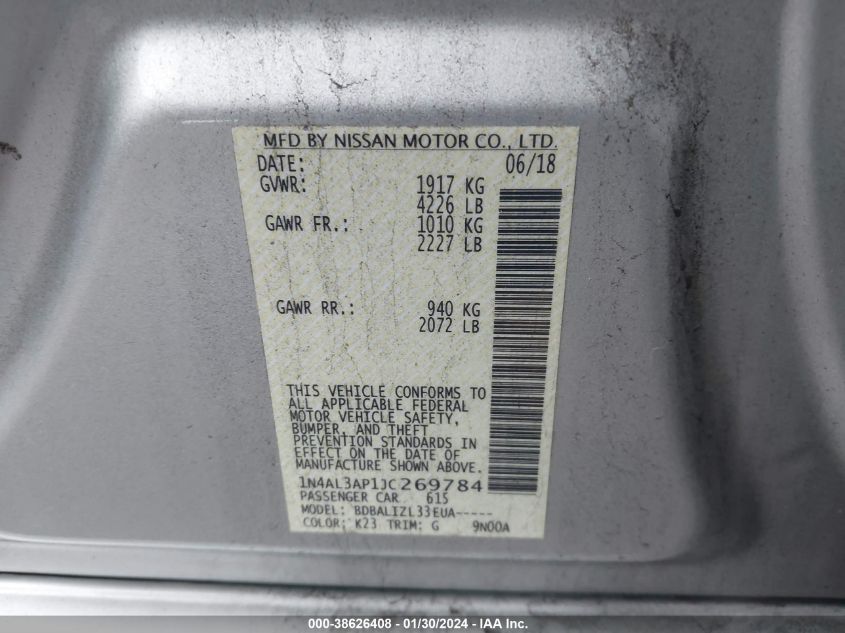 MFD BY NISSAN MOTOR CO., LTD.
DATE: 06/18
GVWR: 1917 KG
4226 LB
GAWR FR.: 1010 KG
2227 LB
GAWR RR.: 940 KG
2072 LB
THIS VEHICLE CONFORMS TO
ALL APPLICABLE FEDERAL
MOTOR VEHICLE SAFETY,
BUMPER, AND THEFT
PREVENTION STANDARDS IN
EFFECT ON THE DATE OF
MANUFACTURE SHOWN ABOVE.
1N4AL3AP1JC269784
PASSENGER CAR 615
MODEL: BDBALIZL33EUA-----
COLOR: K23 TRIM: G 9N00A
000-38626408 - 01/30/2024 - IAA Inc.